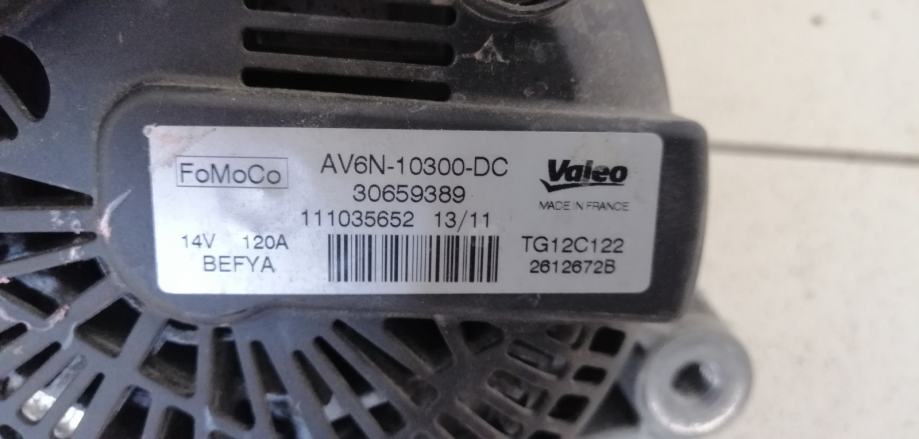 FoMoCo
AV6N-10300-DC
30659389
111035652 13/11
14V 120A
BEFYA
Valeo
MADE IN FRANCE
TG12C122
2612672B